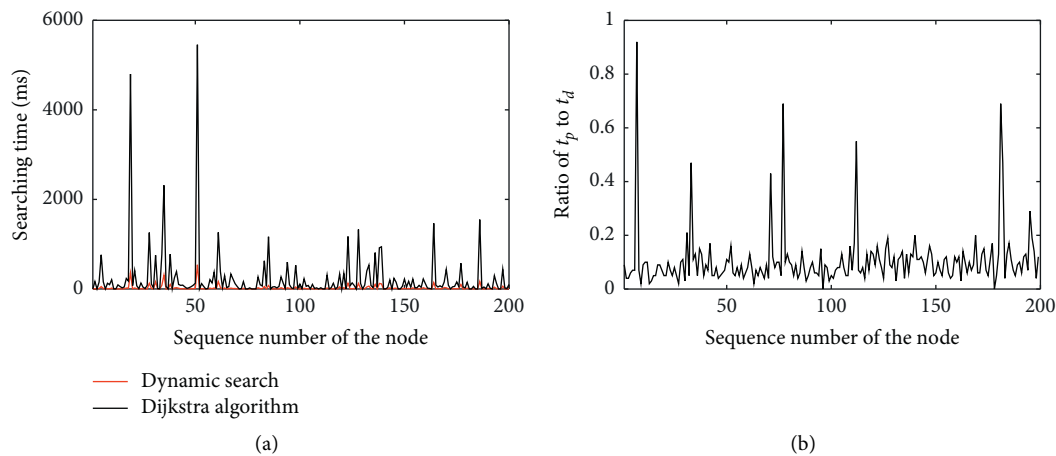 6000
4000
2000
0
Searching time (ms)
50
100
150
200
Sequence number of the node
Dynamic search
Dijkstra algorithm
(a)
1
0.8
0.6
0.4
0.2
0
Ratio of t_p to t_d
50
100
150
200
Sequence number of the node
(b)